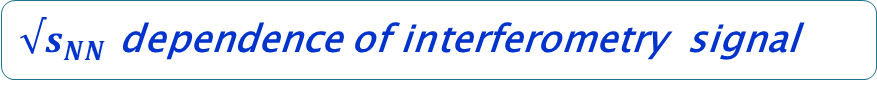 √s_NN dependence of interferometry signal